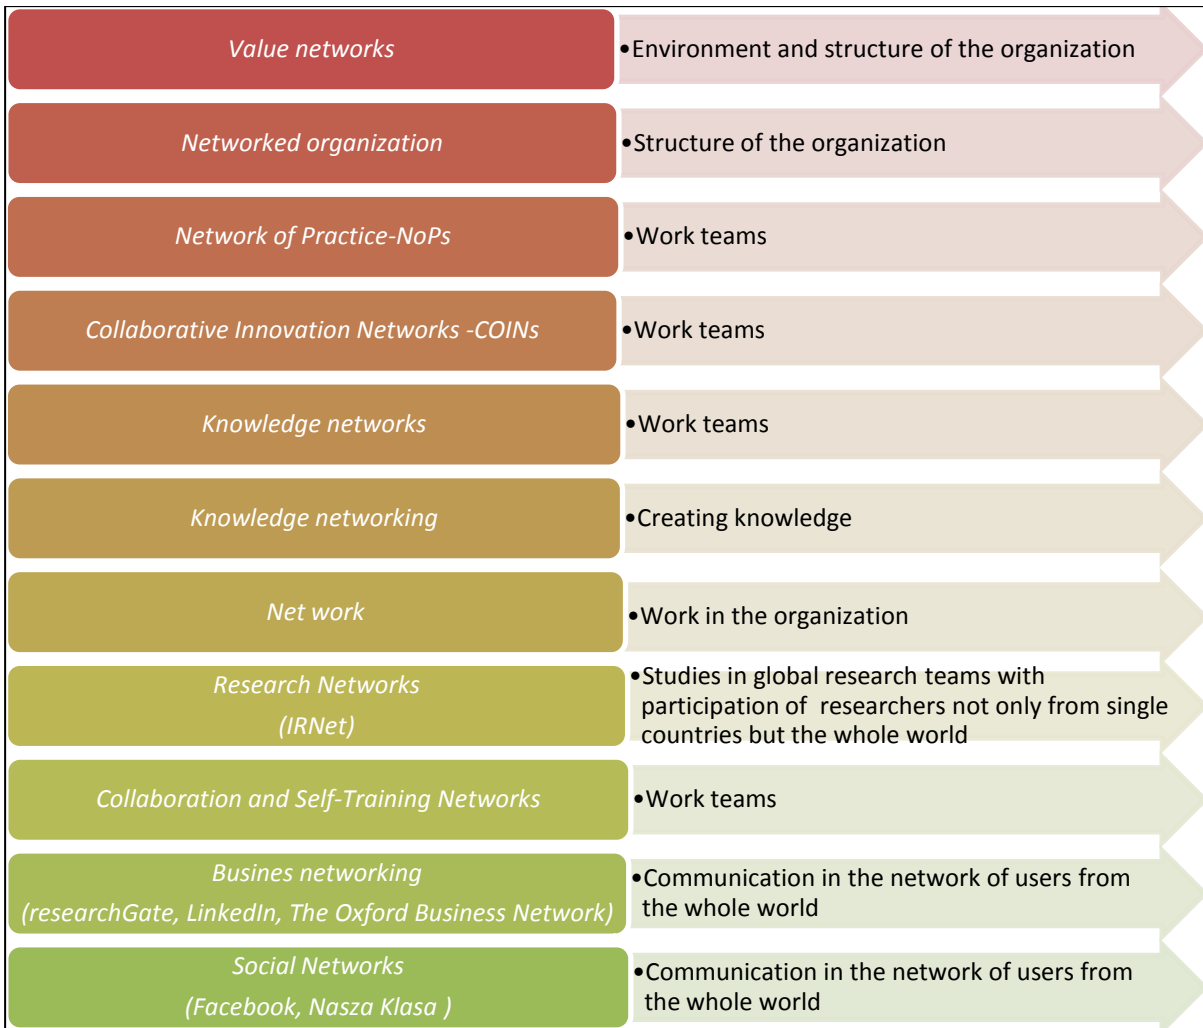 Value networks
•Environment and structure of the organization
Networked organization
•Structure of the organization
Network of Practice-NoPs
•Work teams
Collaborative Innovation Networks -COINs
•Work teams
Knowledge networks
•Work teams
Knowledge networking
•Creating knowledge
Net work
•Work in the organization
Research Networks
(IRNet)
•Studies in global research teams with
participation of  researchers not only from single
countries but the whole world
Collaboration and Self-Training Networks
•Work teams
Busines networking
(researchGate, LinkedIn, The Oxford Business Network)
•Communication in the network of users from
the whole world
Social Networks
(Facebook, Nasza Klasa )
•Communication in the network of users from
the whole world